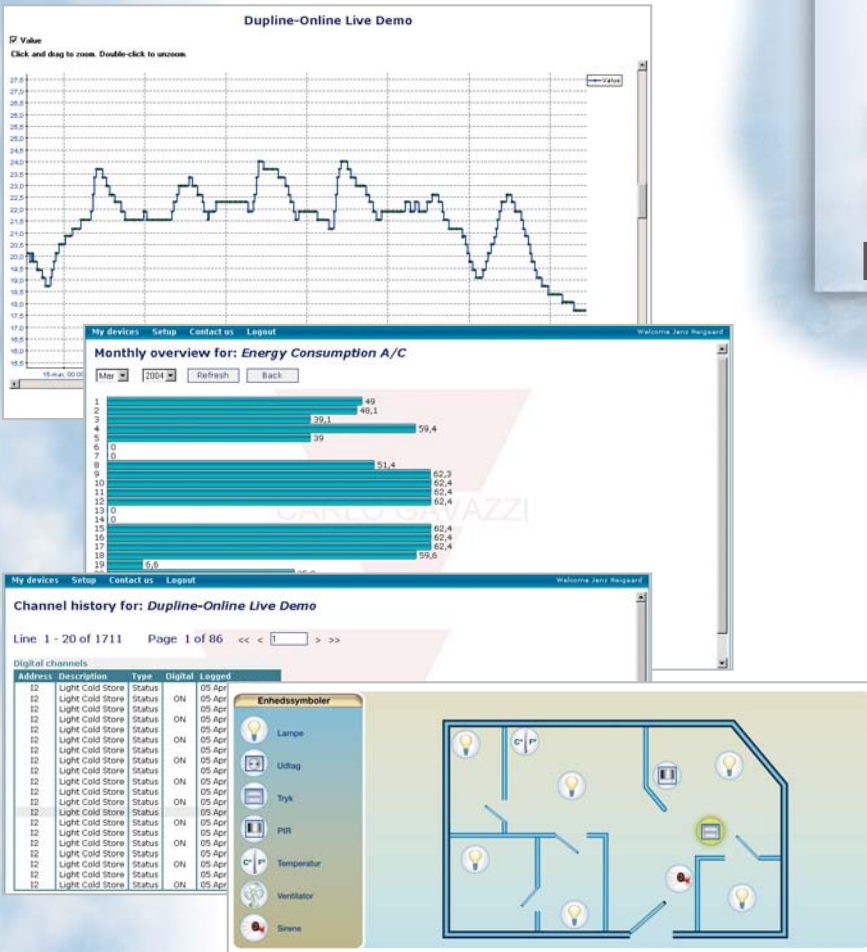 Dupline-Online Live Demo
Value
Click and drag to zoom. Double-click to unzoom.
Value
27,5
27,0
26,5
26,0
25,5
25,0
24,5
24,0
23,5
23,0
22,5
22,0
21,5
21,0
20,5
20,0
19,5
19,0
18,5
18,0
17,5
17,0
16,5
16,0
15,5
15-mar, 00:00
My devices Setup Contact us Logout Welcome Jens Neigaard
Monthly overview for: Energy Consumption A/C
Mar 2004 Refresh Back
1 49
2 48,1
3 39,1
4 59,4
5 39
6 0
7 0
8 51,4
9 62,3
10 62,4
11 62,4
12 62,4
13 0
14 0
15 62,4
16 62,4
17 62,4
18 59,6
19 6,6
CARLO GAVAZZI
My devices Setup Contact us Logout Welcome Jens Neigaard
Channel history for: Dupline-Online Live Demo
Line 1 - 20 of 1711 Page 1 of 86 << < 1 > >>
Digital channels
Address Description Type Digital Logged
I2 Light Cold Store Status 05 Apr
I2 Light Cold Store Status ON 05 Apr
I2 Light Cold Store Status 05 Apr
I2 Light Cold Store Status ON 05 Apr
I2 Light Cold Store Status 05 Apr
I2 Light Cold Store Status ON 05 Apr
I2 Light Cold Store Status 05 Apr
I2 Light Cold Store Status ON 05 Apr
I2 Light Cold Store Status 05 Apr
I2 Light Cold Store Status ON 05 Apr
I2 Light Cold Store Status 05 Apr
I2 Light Cold Store Status ON 05 Apr
I2 Light Cold Store Status 05 Apr
I2 Light Cold Store Status ON 05 Apr
I2 Light Cold Store Status 05 Apr
I2 Light Cold Store Status ON 05 Apr
I2 Light Cold Store Status 05 Apr
I2 Light Cold Store Status ON 05 Apr
I2 Light Cold Store Status 05 Apr
I2 Light Cold Store Status ON 05 Apr
Enhedssymboler
Lampe
Udtag
Tryk
PIR
C° F° Temperatur
Ventilator
Sirene
C° F°